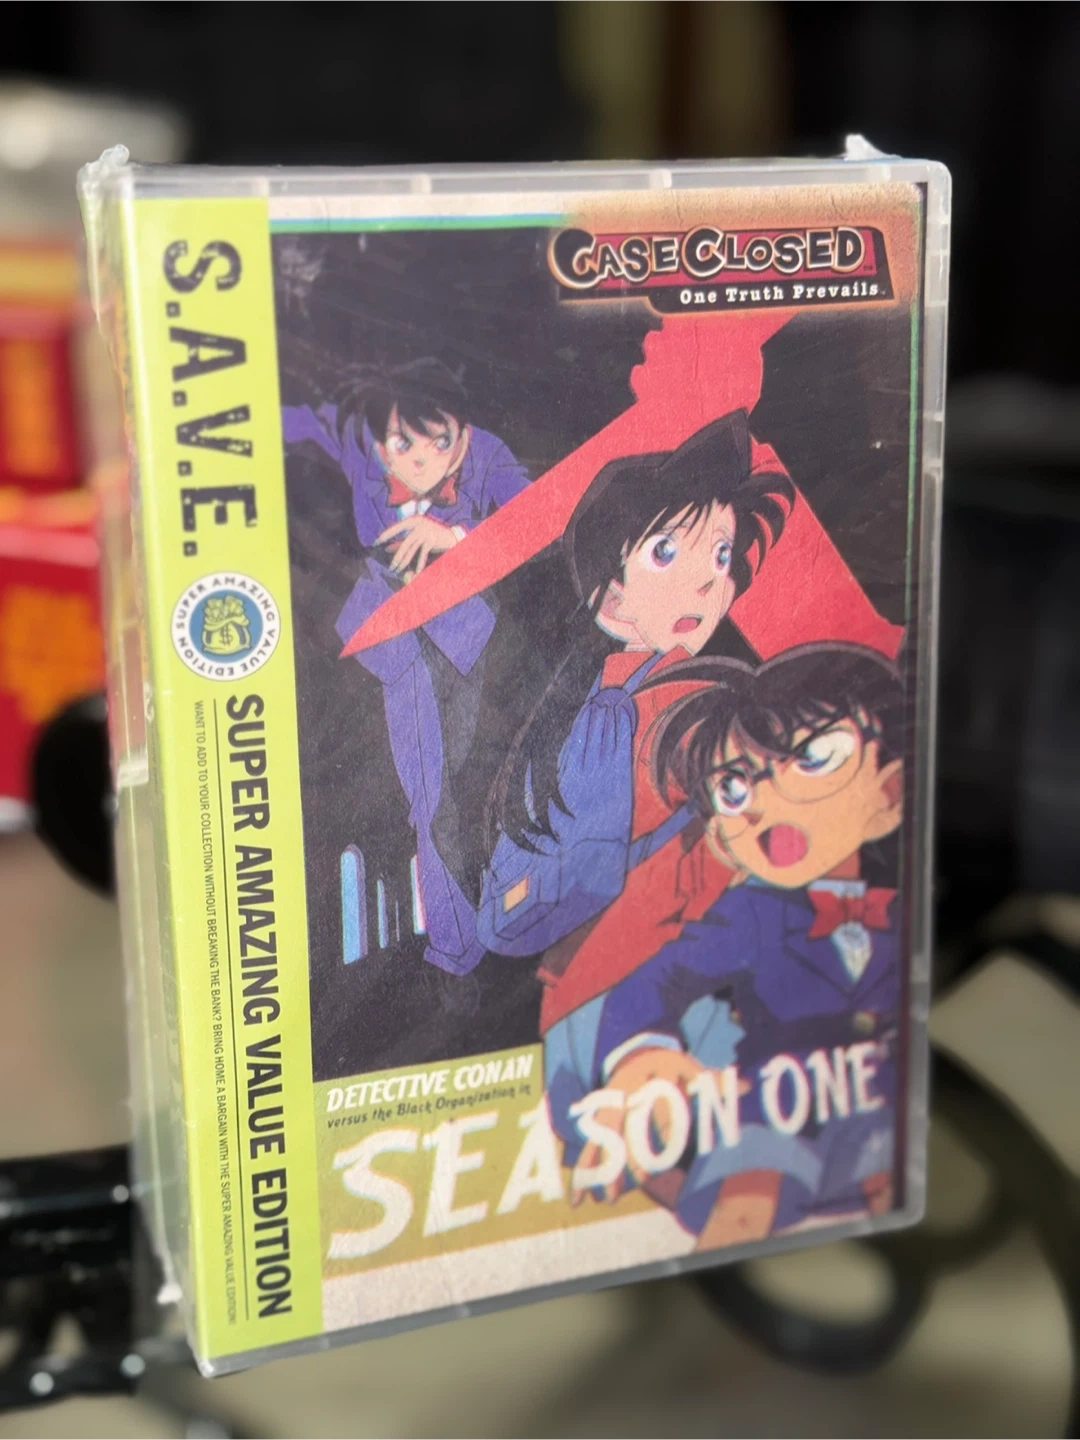 CASE CLOSED™
One Truth Prevails™
S.A.V.E.
SUPER AMAZING VALUE EDITION
$
SUPER AMAZING VALUE EDITION
WANT TO ADD TO YOUR COLLECTION WITHOUT BREAKING THE BANK? BRING HOME A BARGAIN WITH THE SUPER AMAZING VALUE EDITION!
DETECTIVE CONAN
versus the Black Organization in
SEASON ONE